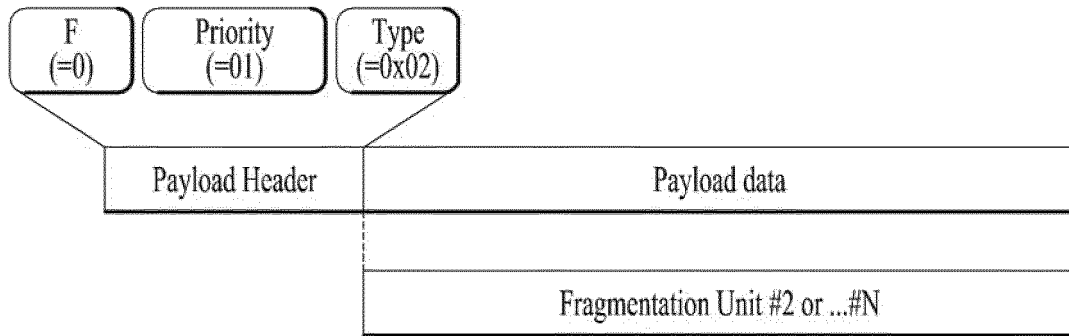 F
(=0)
Priority
(=01)
Type
(=0x02)
Payload Header
Payload data
Fragmentation Unit #2 or ...#N